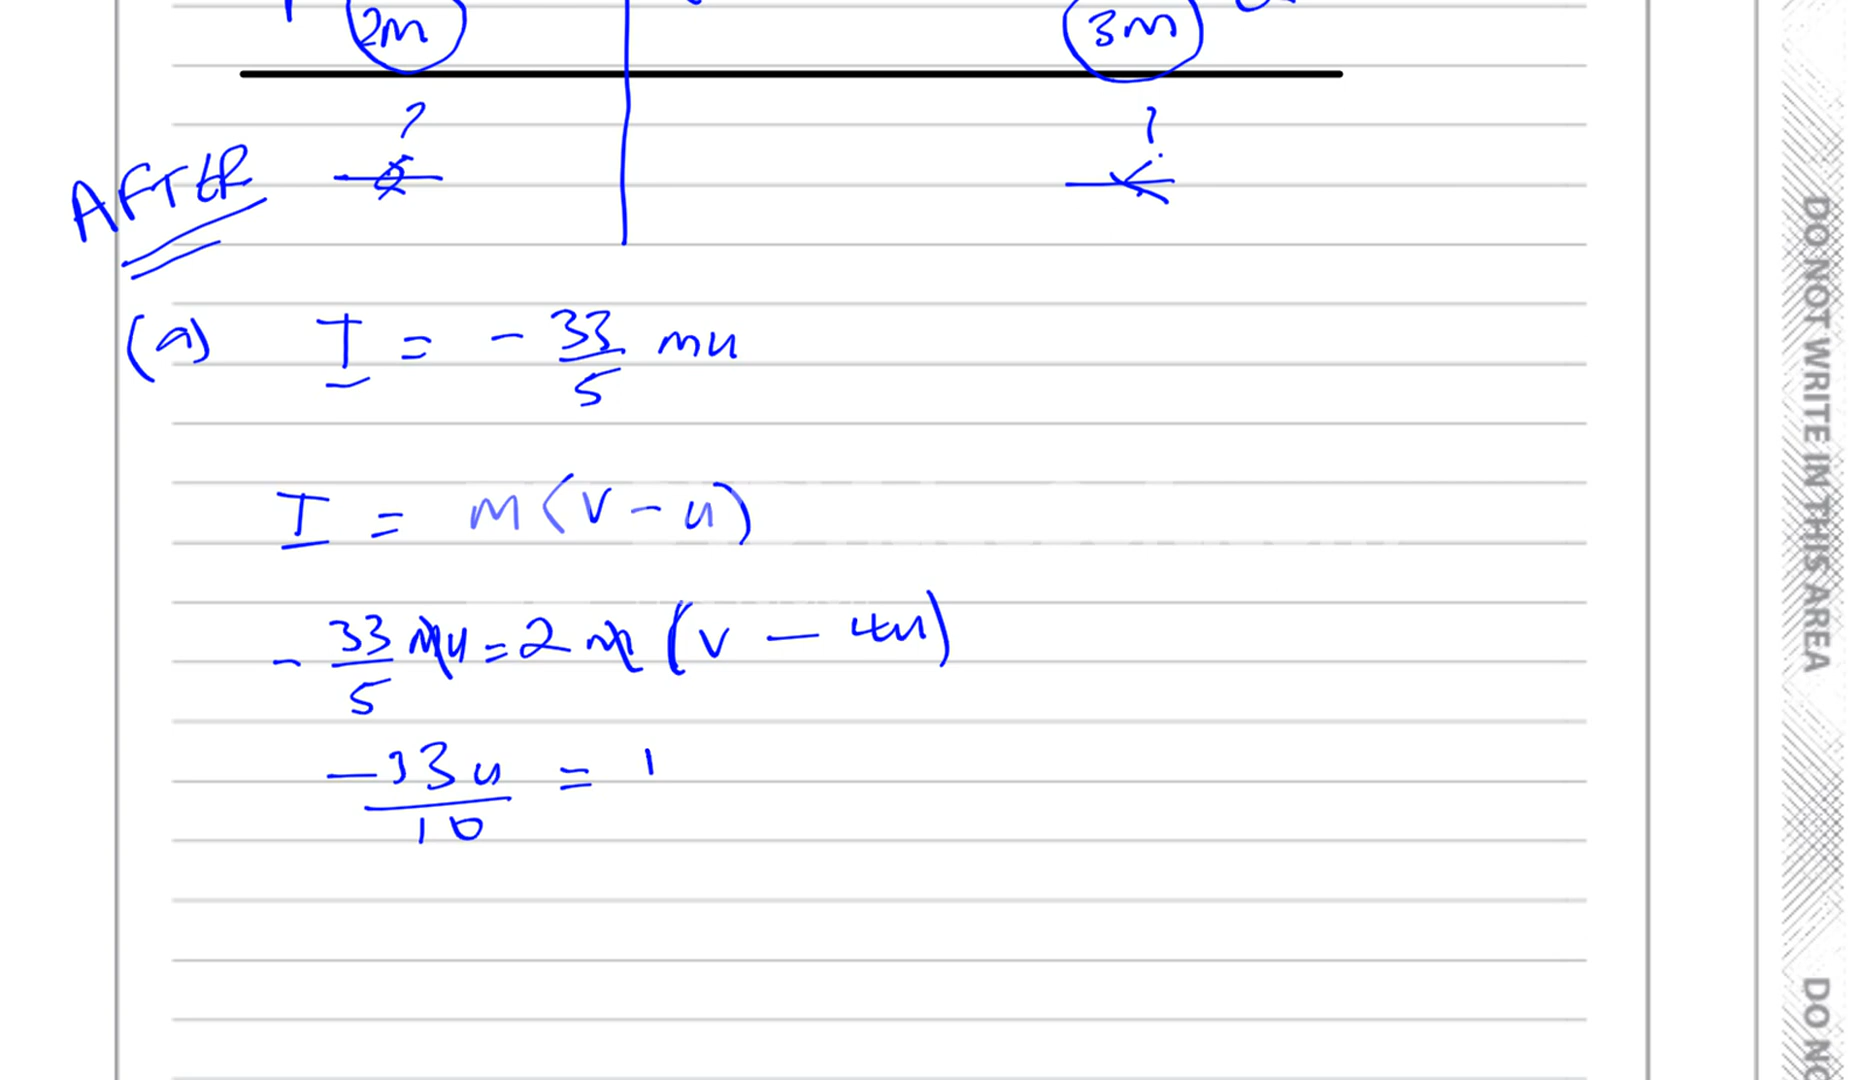 2m 3m
? ?
AFTER
(a) I = - 33/5 mu
I = m(v - u)
- 33/5 mu = 2m(v - 4u)
-33u/10 =
DO NOT WRITE IN THIS AREA
DO NO